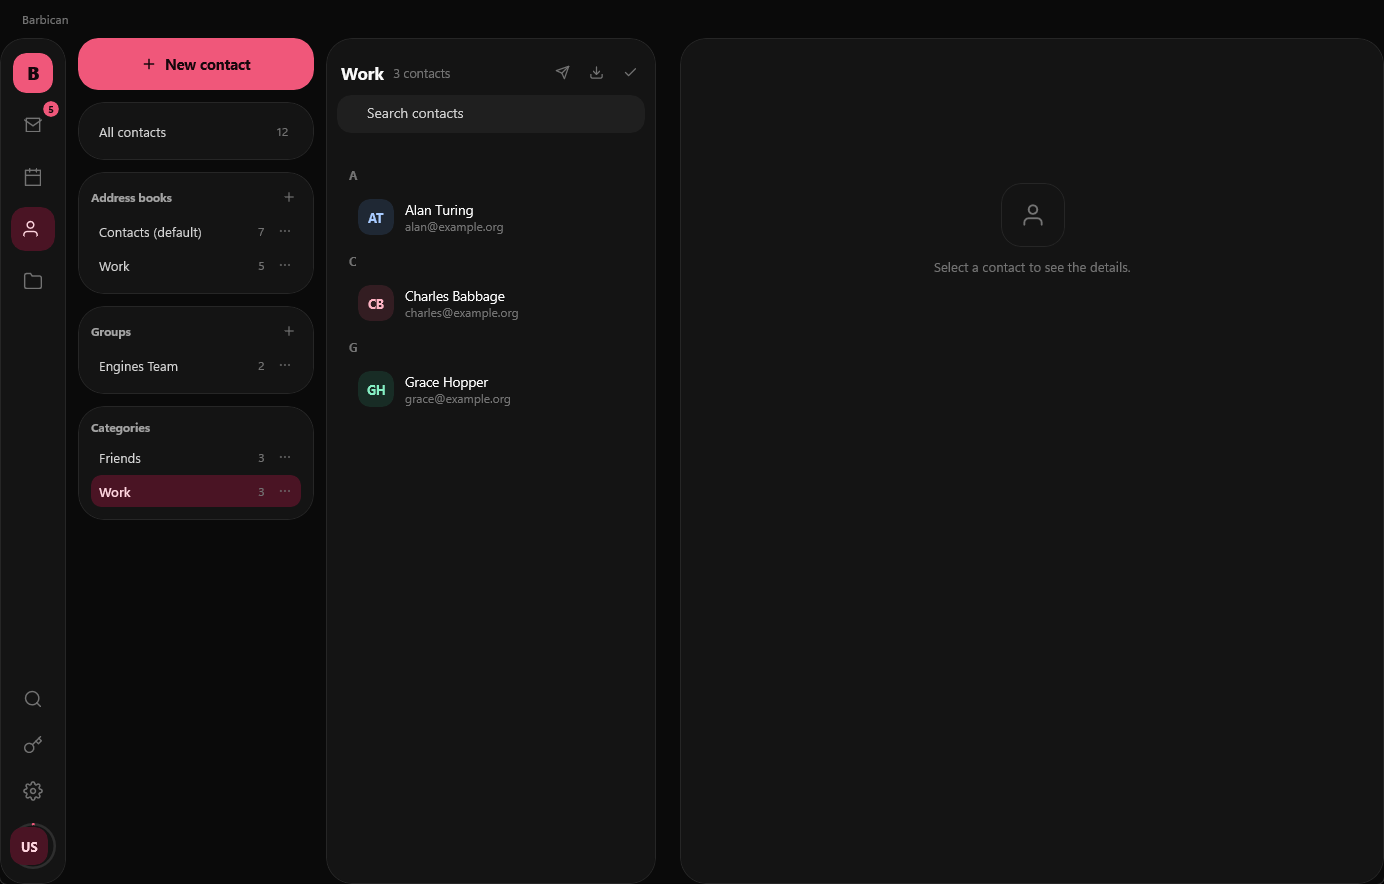 Barbican
B
5
US
New contact
All contacts 12
Address books
Contacts (default) 7
Work 5
Groups
Engines Team 2
Categories
Friends 3
Work 3
Work 3 contacts
Search contacts
A
AT Alan Turing
alan@example.org
C
CB Charles Babbage
charles@example.org
G
GH Grace Hopper
grace@example.org
Select a contact to see the details.